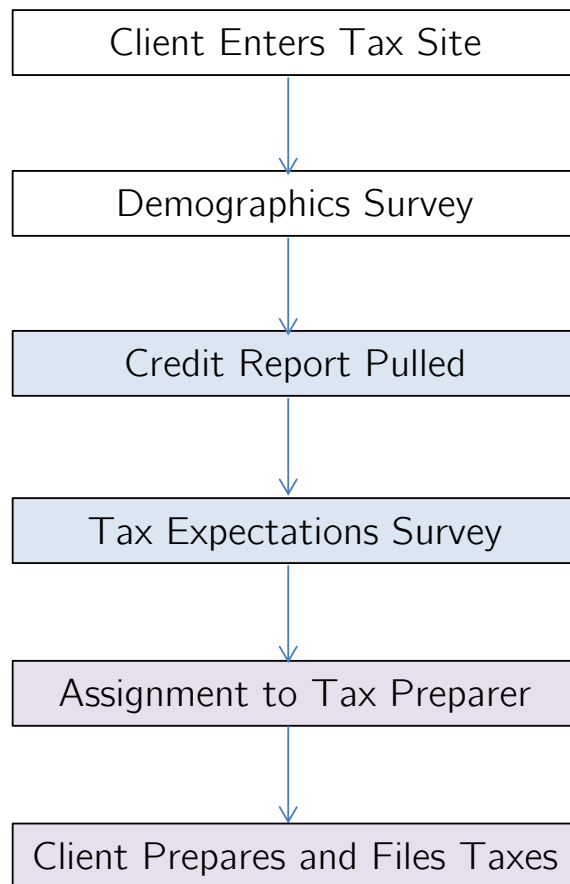 Client Enters Tax Site
Demographics Survey
Credit Report Pulled
Tax Expectations Survey
Assignment to Tax Preparer
Client Prepares and Files Taxes